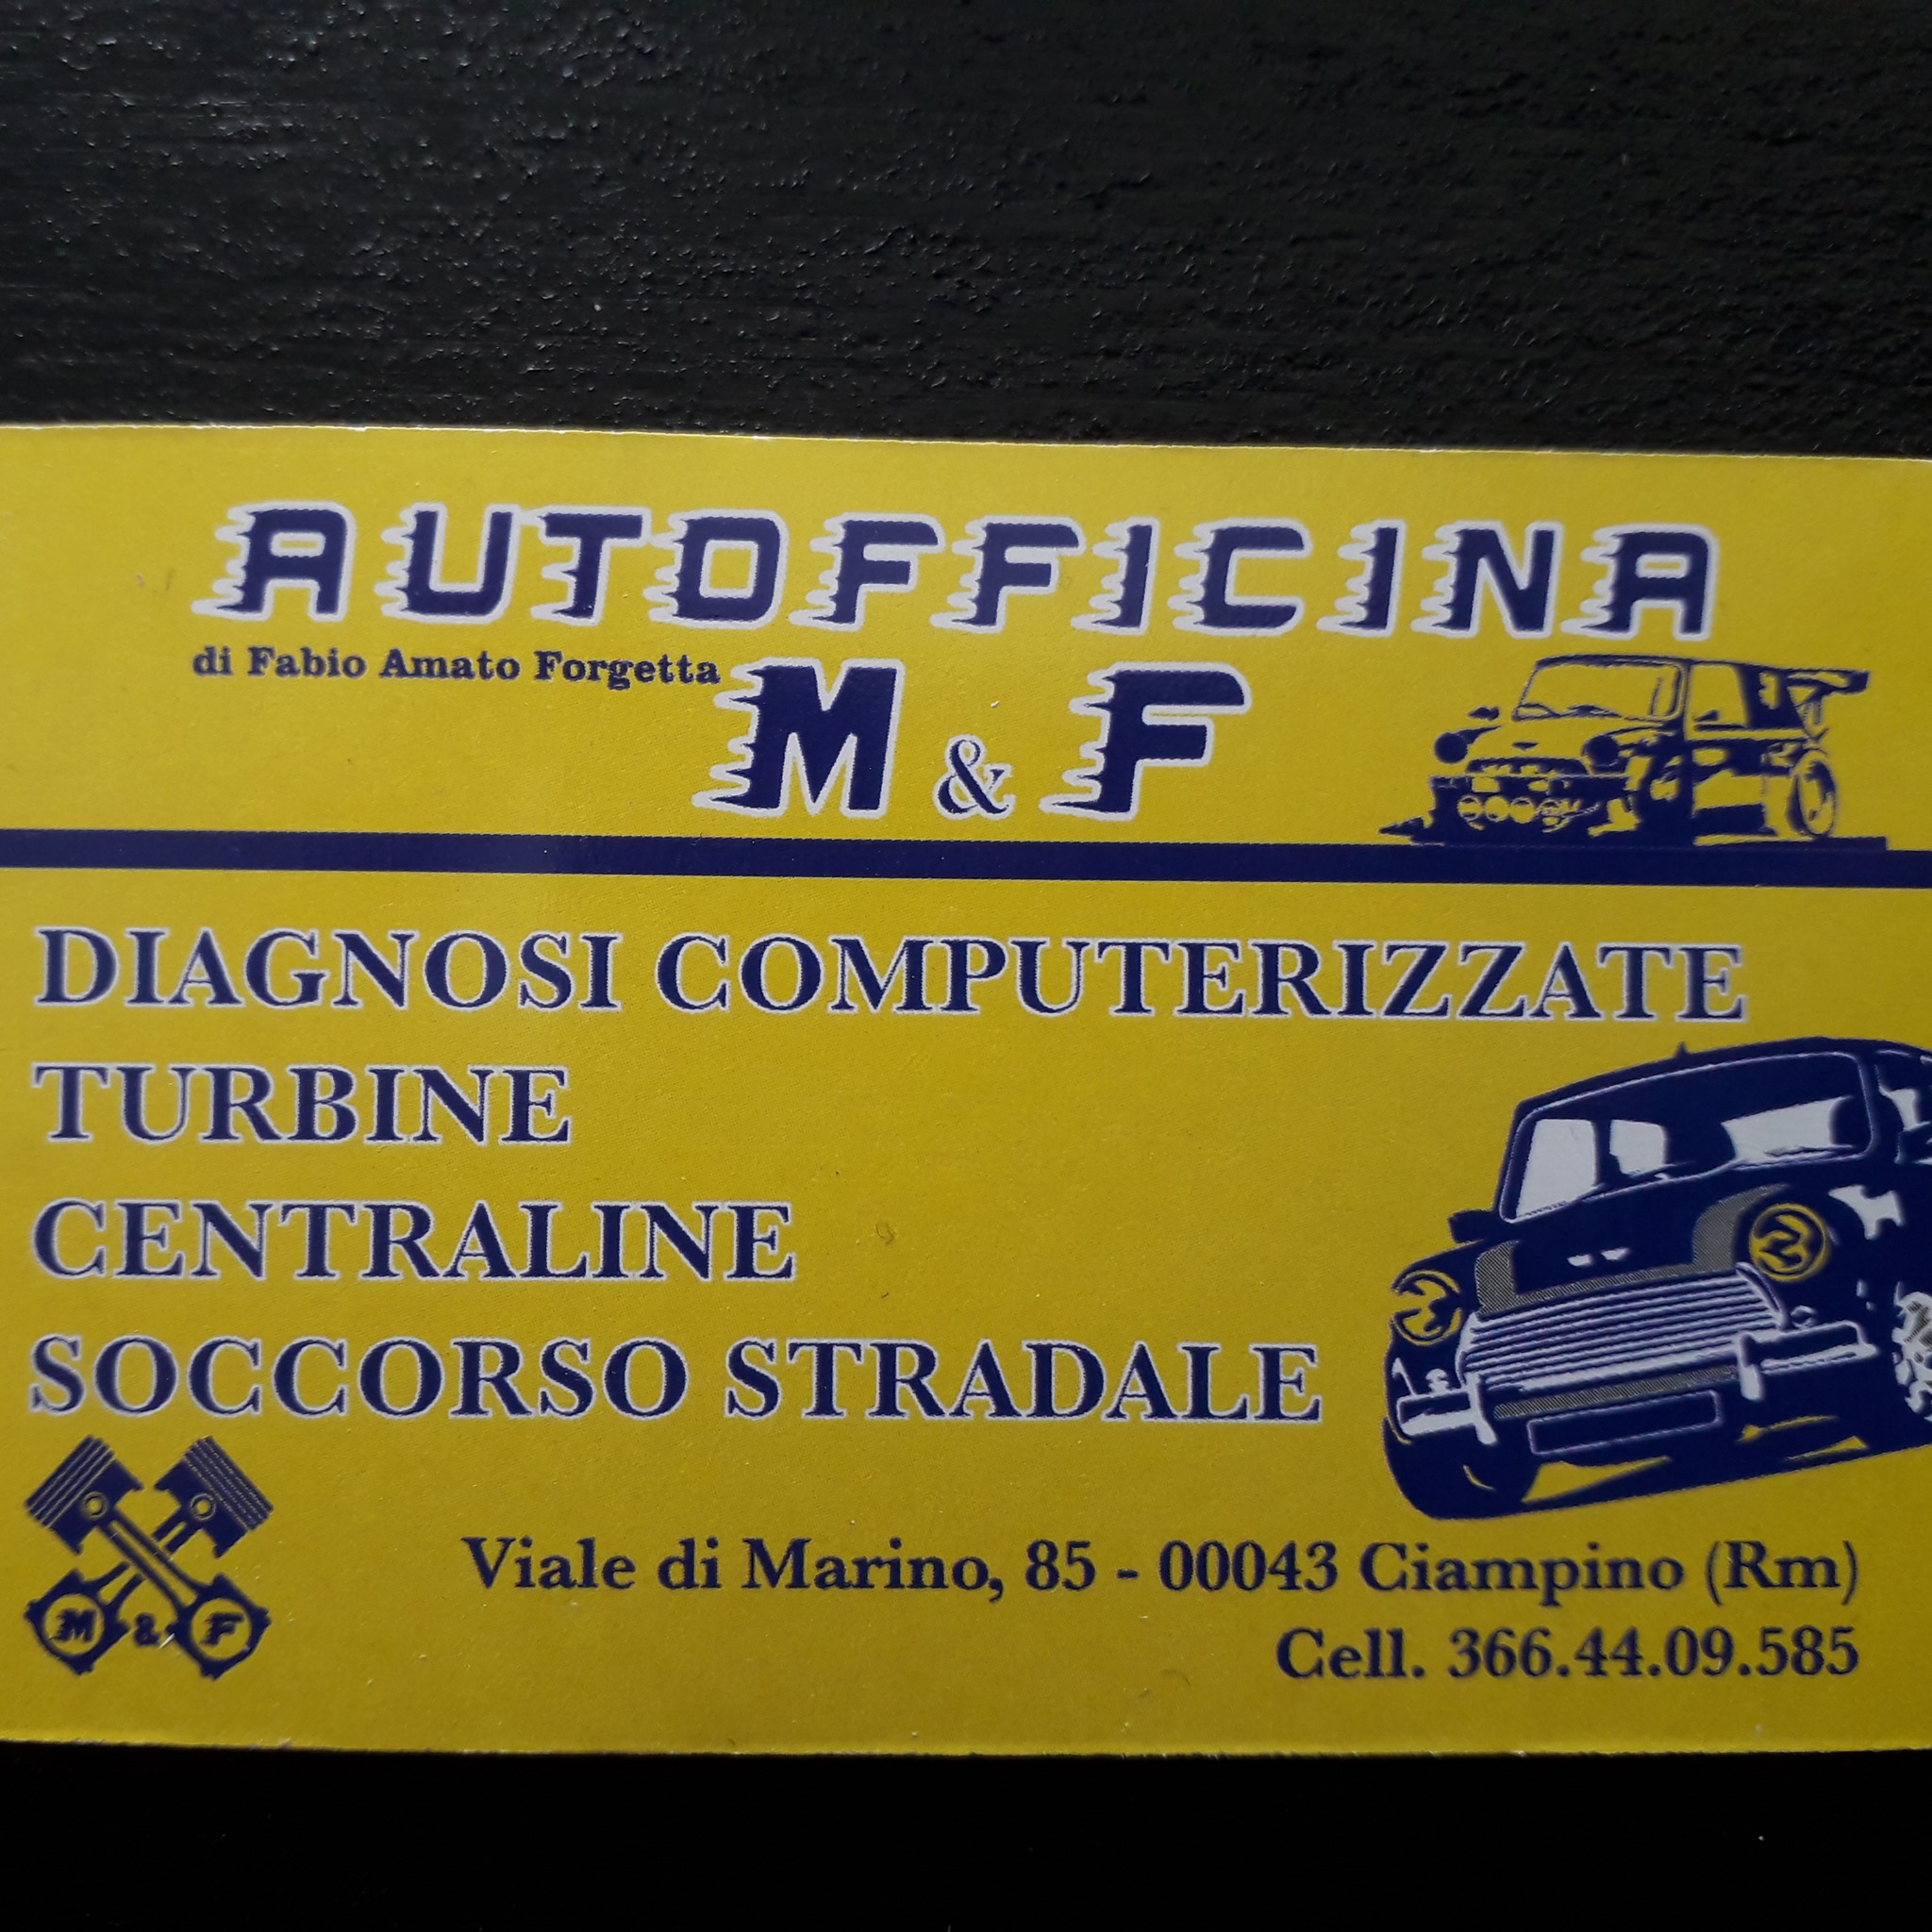 AUTOFFICINA
di Fabio Amato Forgetta
M & F
DIAGNOSI COMPUTERIZZATE
TURBINE
CENTRALINE
SOCCORSO STRADALE
M & F
Viale di Marino, 85 - 00043 Ciampino (Rm)
Cell. 366.44.09.585